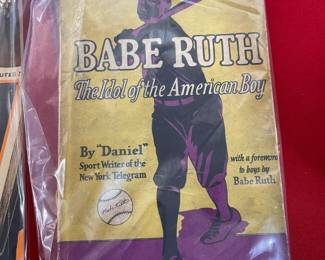 BABE RUTH
The Idol of the American Boy
By "Daniel"
Sport Writer of the
New York Telegram
with a foreword
to boys by
Babe Ruth